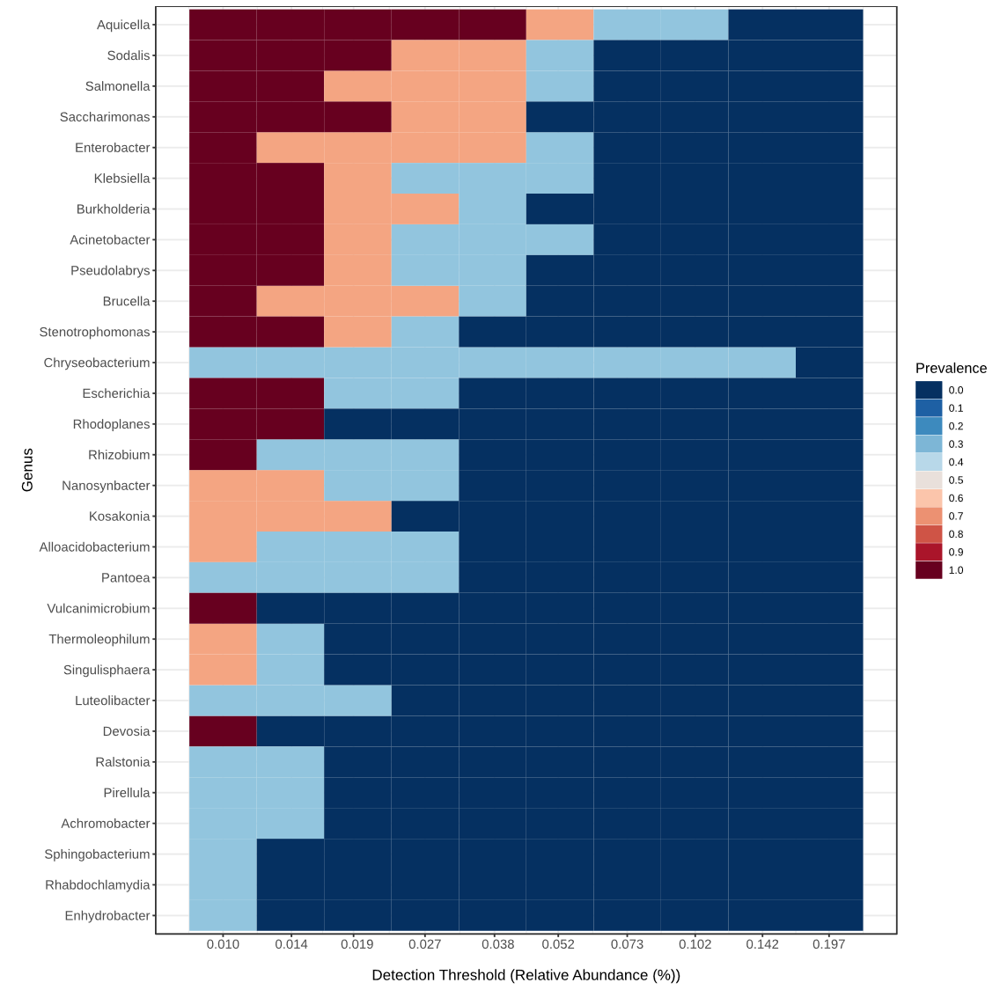 Aquicella
Sodalis
Salmonella
Saccharimonas
Enterobacter
Klebsiella
Burkholderia
Acinetobacter
Pseudolabrys
Brucella
Stenotrophomonas
Chryseobacterium
Escherichia
Rhodoplanes
Rhizobium
Nanosynbacter
Kosakonia
Alloacidobacterium
Pantoea
Vulcanimicrobium
Thermoleophilum
Singulisphaera
Luteolibacter
Devosia
Ralstonia
Pirellula
Achromobacter
Sphingobacterium
Rhabdochlamydia
Enhydrobacter
Genus
0.010 0.014 0.019 0.027 0.038 0.052 0.073 0.102 0.142 0.197
Detection Threshold (Relative Abundance (%))
Prevalence
0.0
0.1
0.2
0.3
0.4
0.5
0.6
0.7
0.8
0.9
1.0